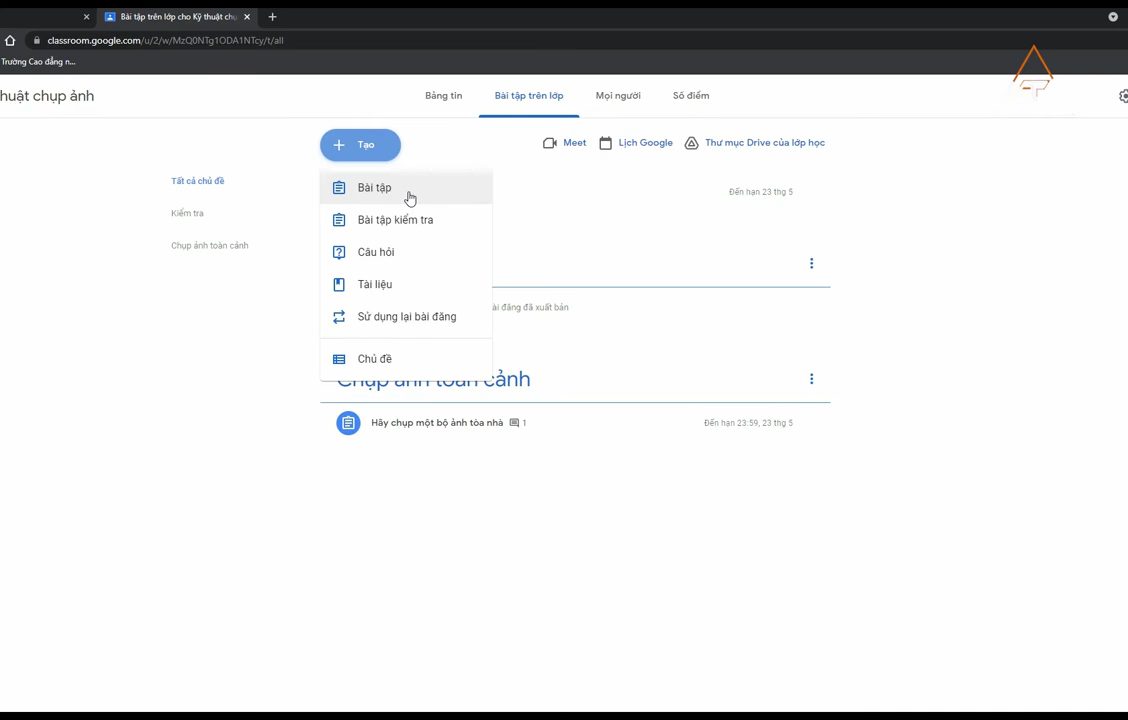 Bài tập trên lớp cho Kỹ thuật chụ
classroom.google.com/u/2/w/MzQ0NTg1ODA1NTcy/t/all
Trường Cao đẳng n...
huật chụp ảnh
Bảng tin
Bài tập trên lớp
Mọi người
Số điểm
Tạo
Meet
Lịch Google
Thư mục Drive của lớp học
Tất cả chủ đề
Kiểm tra
Chụp ảnh toàn cảnh
Bài tập
Bài tập kiểm tra
Câu hỏi
Tài liệu
Sử dụng lại bài đăng
Chủ đề
Đến hạn 23 thg 5
ài đăng đã xuất bản
Chụp ảnh toàn cảnh
Hãy chụp một bộ ảnh tòa nhà
1
Đến hạn 23:59, 23 thg 5